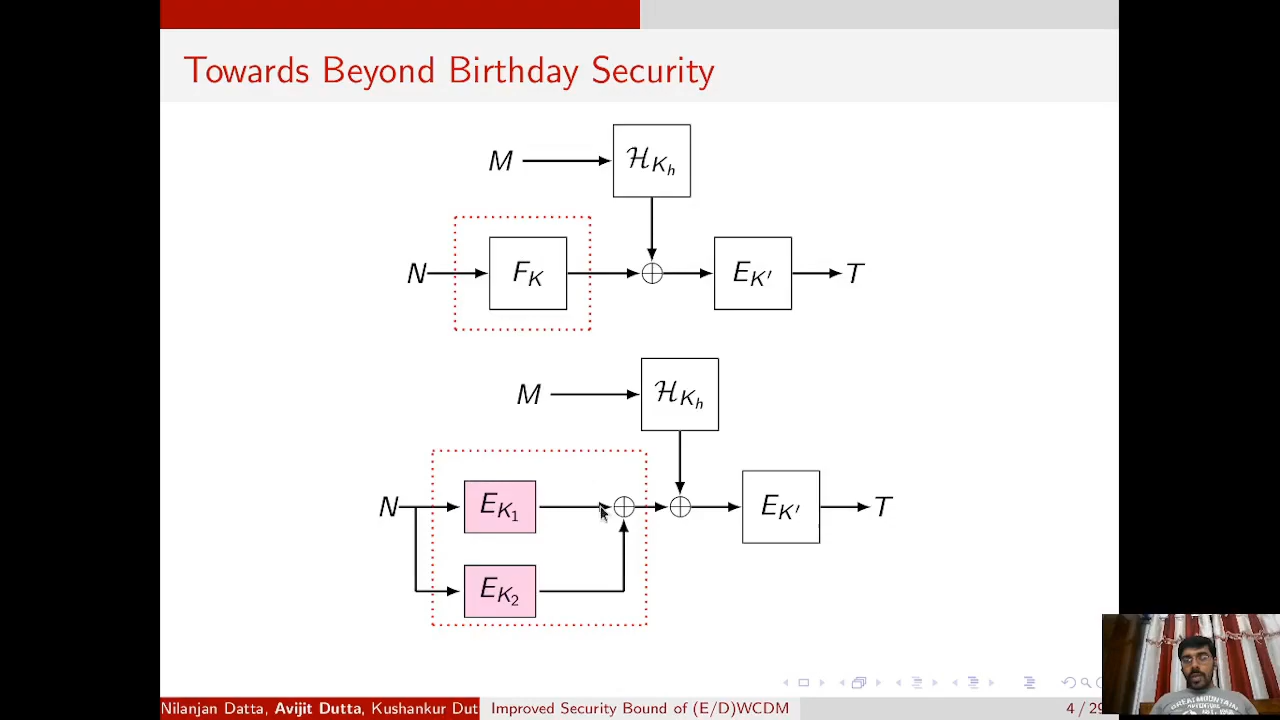 Towards Beyond Birthday Security
M
H_{K_h}
N
F_K
E_{K'}
T
M
H_{K_h}
N
E_{K_1}
E_{K'}
T
E_{K_2}
Nilanjan Datta, Avijit Dutta, Kushankur Dut Improved Security Bound of (E/D)WCDM 4 / 29